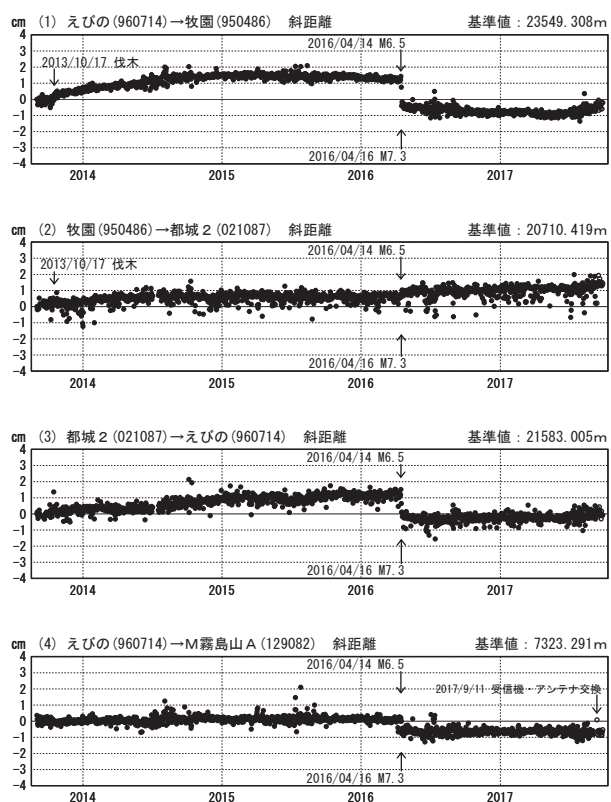 cm (1) えびの(960714)→牧園(950486) 斜距離 基準値：23549.308m
2016/04/14 M6.5
2013/10/17 伐木
4
3
2
1
0
-1
-2
-3
-4
2016/04/16 M7.3
2014 2015 2016 2017
cm (2) 牧園(950486)→都城２(021087) 斜距離 基準値：20710.419m
2016/04/14 M6.5
2013/10/17 伐木
4
3
2
1
0
-1
-2
-3
-4
2016/04/16 M7.3
2014 2015 2016 2017
cm (3) 都城２(021087)→えびの(960714) 斜距離 基準値：21583.005m
2016/04/14 M6.5
4
3
2
1
0
-1
-2
-3
-4
2016/04/16 M7.3
2014 2015 2016 2017
cm (4) えびの(960714)→Ｍ霧島山Ａ(129082) 斜距離 基準値：7323.291m
2016/04/14 M6.5
2017/9/11 受信機・アンテナ交換
4
3
2
1
0
-1
-2
-3
-4
2016/04/16 M7.3
2014 2015 2016 2017